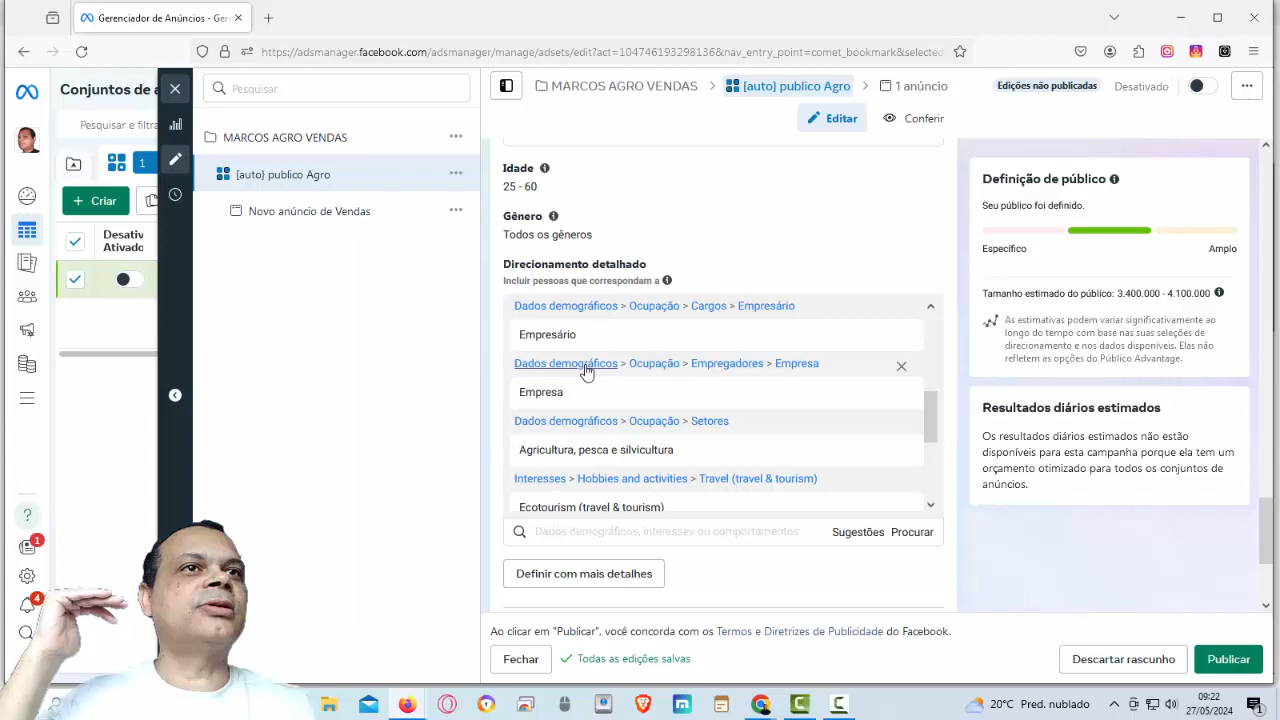 Gerenciador de Anúncios - Ger
https://adsmanager.facebook.com/adsmanager/manage/adsets/edit?act=1047461932981368&nav_entry_point=comet_bookmark&selected
Conjuntos de a
Pesquisar e filtra
1
+ Criar
Desativ
Ativado
Pesquisar
MARCOS AGRO VENDAS
[auto] publico Agro
Novo anúncio de Vendas
MARCOS AGRO VENDAS > [auto] publico Agro > 1 anúncio
Edições não publicadas
Desativado
Editar
Conferir
Idade
25 - 60
Gênero
Todos os gêneros
Direcionamento detalhado
Incluir pessoas que correspondam a
Dados demográficos > Ocupação > Cargos > Empresário
Empresário
Dados demográficos > Ocupação > Empregadores > Empresa
Empresa
Dados demográficos > Ocupação > Setores
Agricultura, pesca e silvicultura
Interesses > Hobbies and activities > Travel (travel & tourism)
Ecotourism (travel & tourism)
Dados demográficos, interesses ou comportamentos
Sugestões
Procurar
Definir com mais detalhes
Definição de público
Seu público foi definido.
Específico
Amplo
Tamanho estimado do público: 3.400.000 - 4.100.000
As estimativas podem variar significativamente ao
longo do tempo com base nas suas seleções de
direcionamento e nos dados disponíveis. Elas não
refletem as opções do Público Advantage.
Resultados diários estimados
Os resultados diários estimados não estão
disponíveis para esta campanha porque ela tem um
orçamento otimizado para todos os conjuntos de
anúncios.
Ao clicar em "Publicar", você concorda com os Termos e Diretrizes de Publicidade do Facebook.
Fechar
Todas as edições salvas
Descartar rascunho
Publicar
1
4
20°C Pred. nublado
09:22
27/05/2024
1